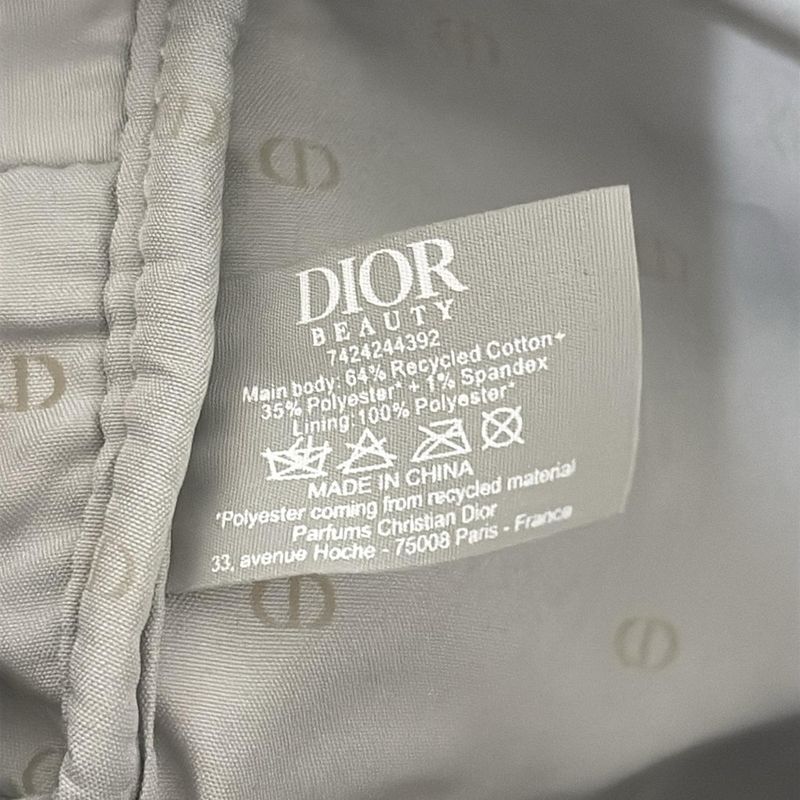 DIOR
BEAUTY
7424244392
Main body: 64% Recycled Cotton+
35% Polyester* + 1% Spandex
Lining:100% Polyester*
MADE IN CHINA
*Polyester coming from recycled material
Parfums Christian Dior
33, avenue Hoche - 75008 Paris - France